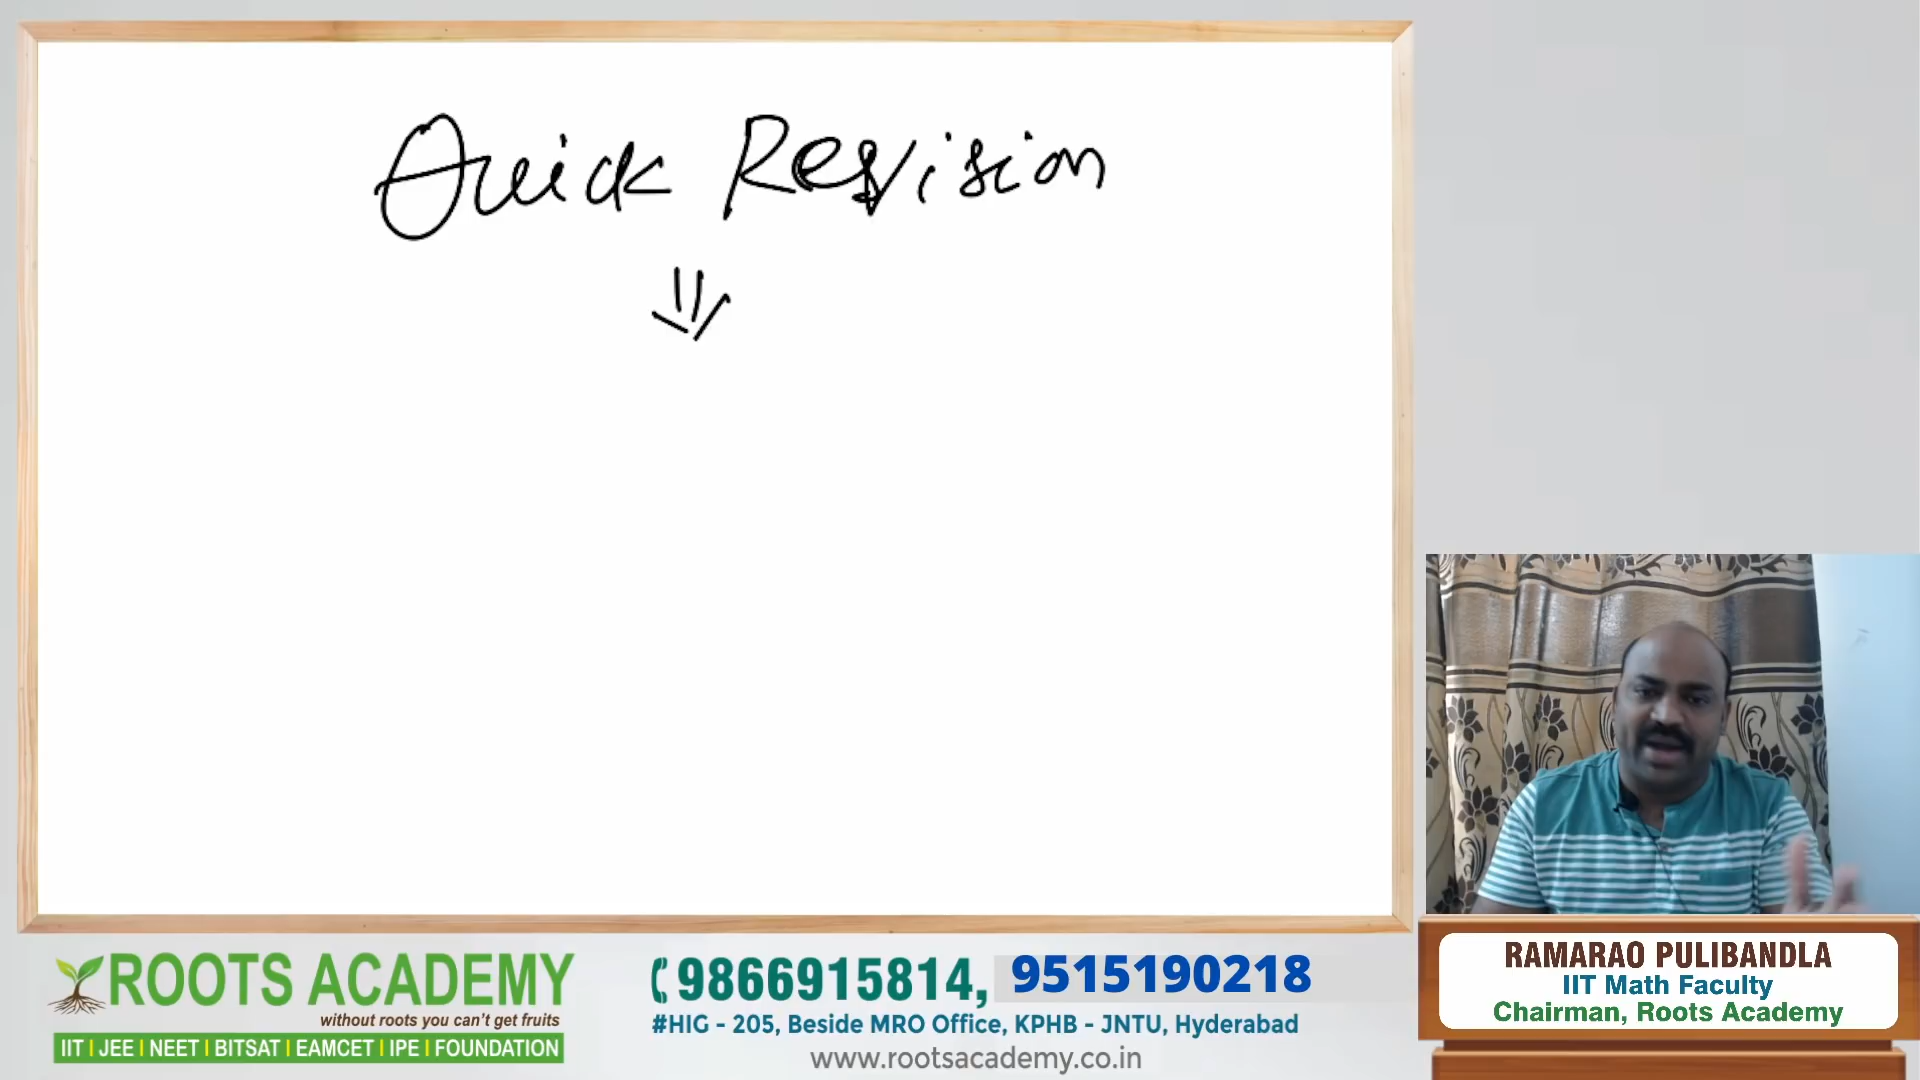 Quick Revision
ROOTS ACADEMY
without roots you can't get fruits
IIT | JEE | NEET | BITSAT | EAMCET | IPE | FOUNDATION
9866915814, 9515190218
#HIG - 205, Beside MRO Office, KPHB - JNTU, Hyderabad
www.rootsacademy.co.in
RAMARAO PULIBANDLA
IIT Math Faculty
Chairman, Roots Academy